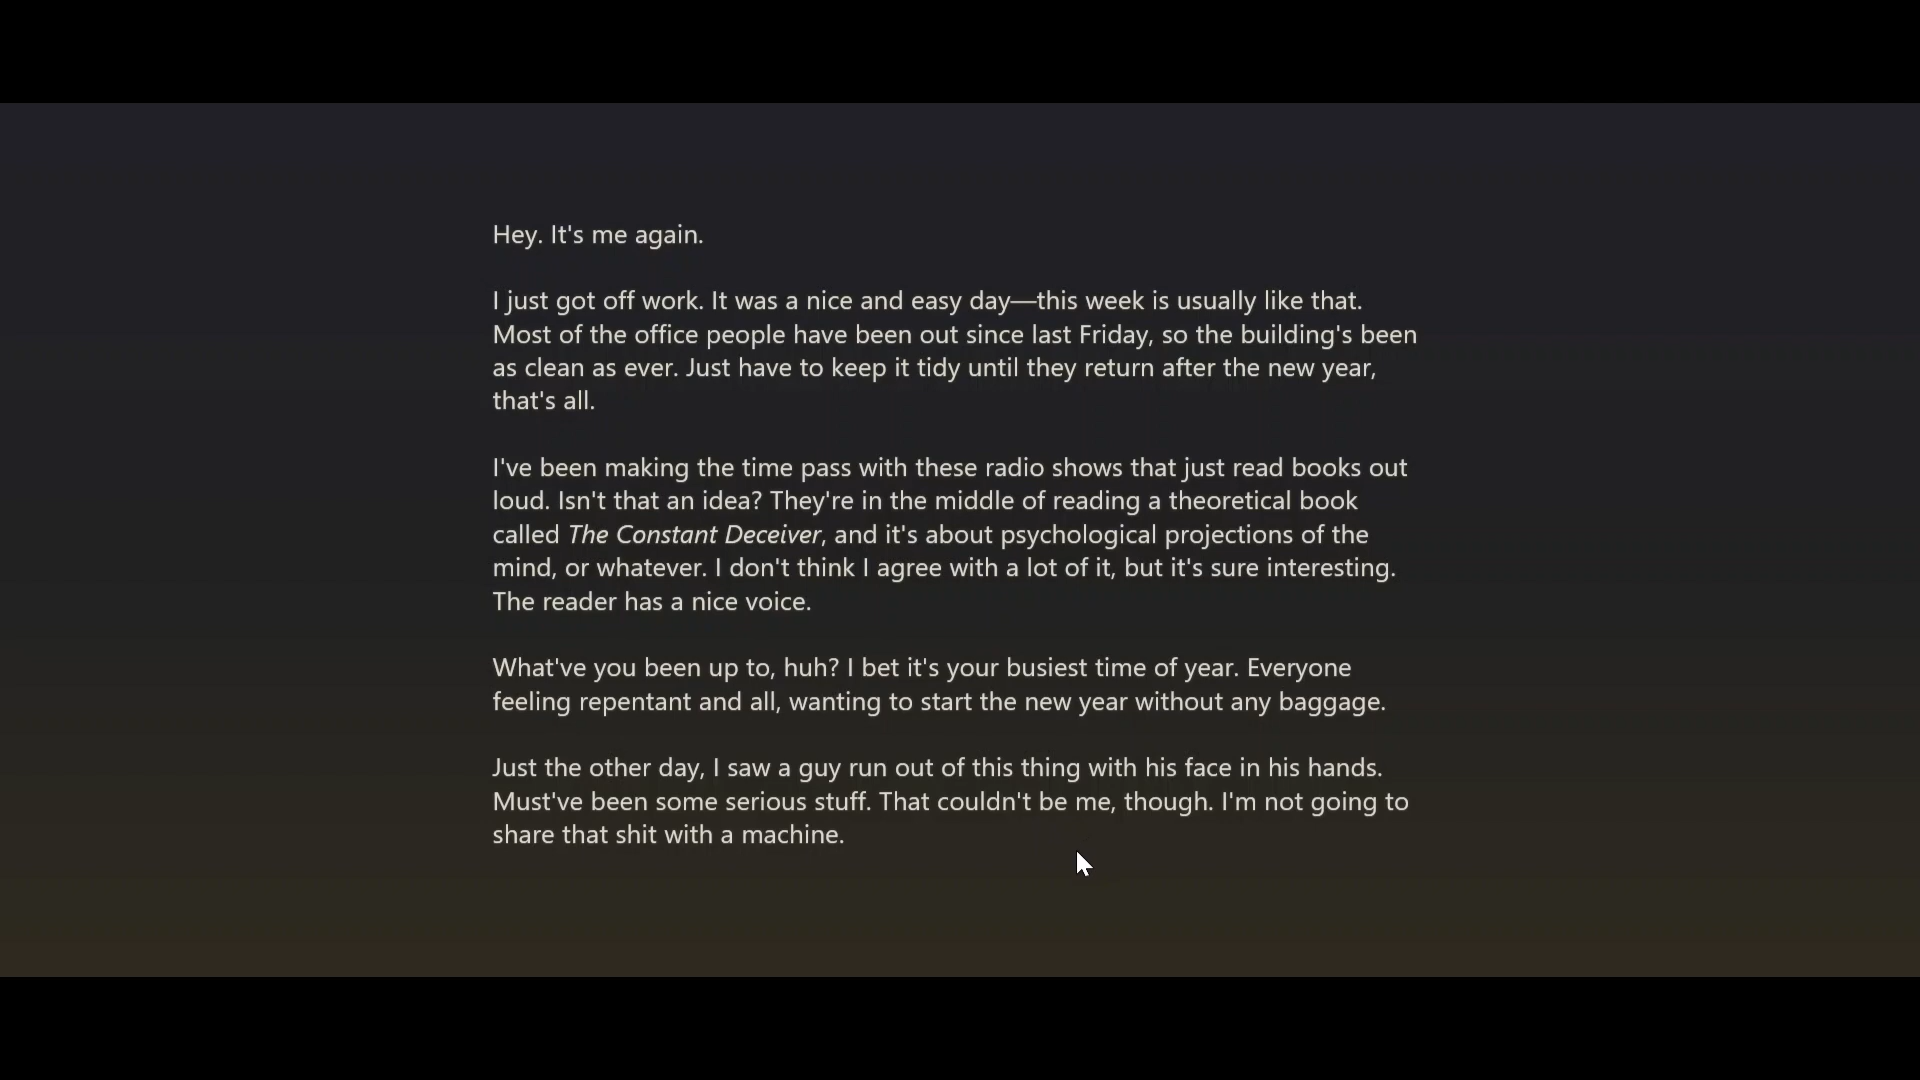 Hey. It's me again.
I just got off work. It was a nice and easy day—this week is usually like that.
Most of the office people have been out since last Friday, so the building's been
as clean as ever. Just have to keep it tidy until they return after the new year,
that's all.
I've been making the time pass with these radio shows that just read books out
loud. Isn't that an idea? They're in the middle of reading a theoretical book
called The Constant Deceiver, and it's about psychological projections of the
mind, or whatever. I don't think I agree with a lot of it, but it's sure interesting.
The reader has a nice voice.
What've you been up to, huh? I bet it's your busiest time of year. Everyone
feeling repentant and all, wanting to start the new year without any baggage.
Just the other day, I saw a guy run out of this thing with his face in his hands.
Must've been some serious stuff. That couldn't be me, though. I'm not going to
share that shit with a machine.